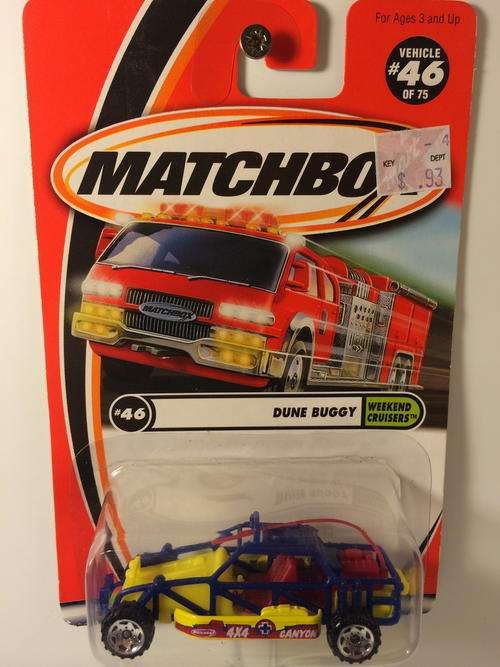 For Ages 3 and Up
VEHICLE
#46
OF 75
KEY DEPT
$ .93
MATCHBO
MATCHBOX
#46 DUNE BUGGY WEEKEND CRUISERS™
4X4 CANYON